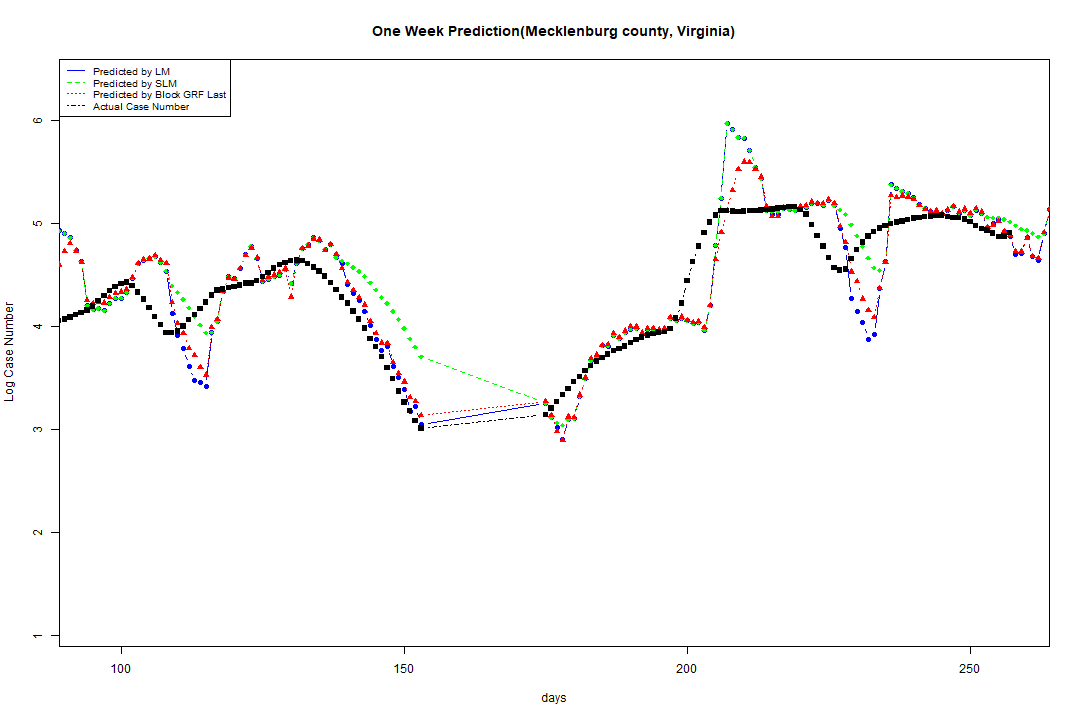 One Week Prediction(Mecklenburg county, Virginia)
Predicted by LM
Predicted by SLM
Predicted by Block GRF Last
Actual Case Number
6
5
4
3
2
1
Log Case Number
100 150 200 250
days